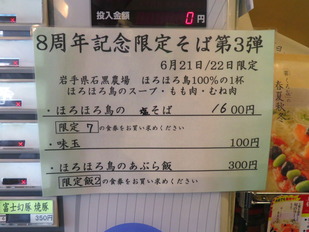 投入金額 0
8周年記念限定そば第3弾
6月21日/22日限定
岩手県石黒農場 ほろほろ鳥100%の1杯
ほろほろ鳥のスープ・もも肉・むね肉
・ほろほろ鳥の 塩そば 1600円
限定 7 の食券をお買い求めください
・味玉 100円
・ほろほろ鳥のあぶら飯 300円
限定飯2 の食券をお買い求めください
富士幻豚 焼豚
350円
春夏秋